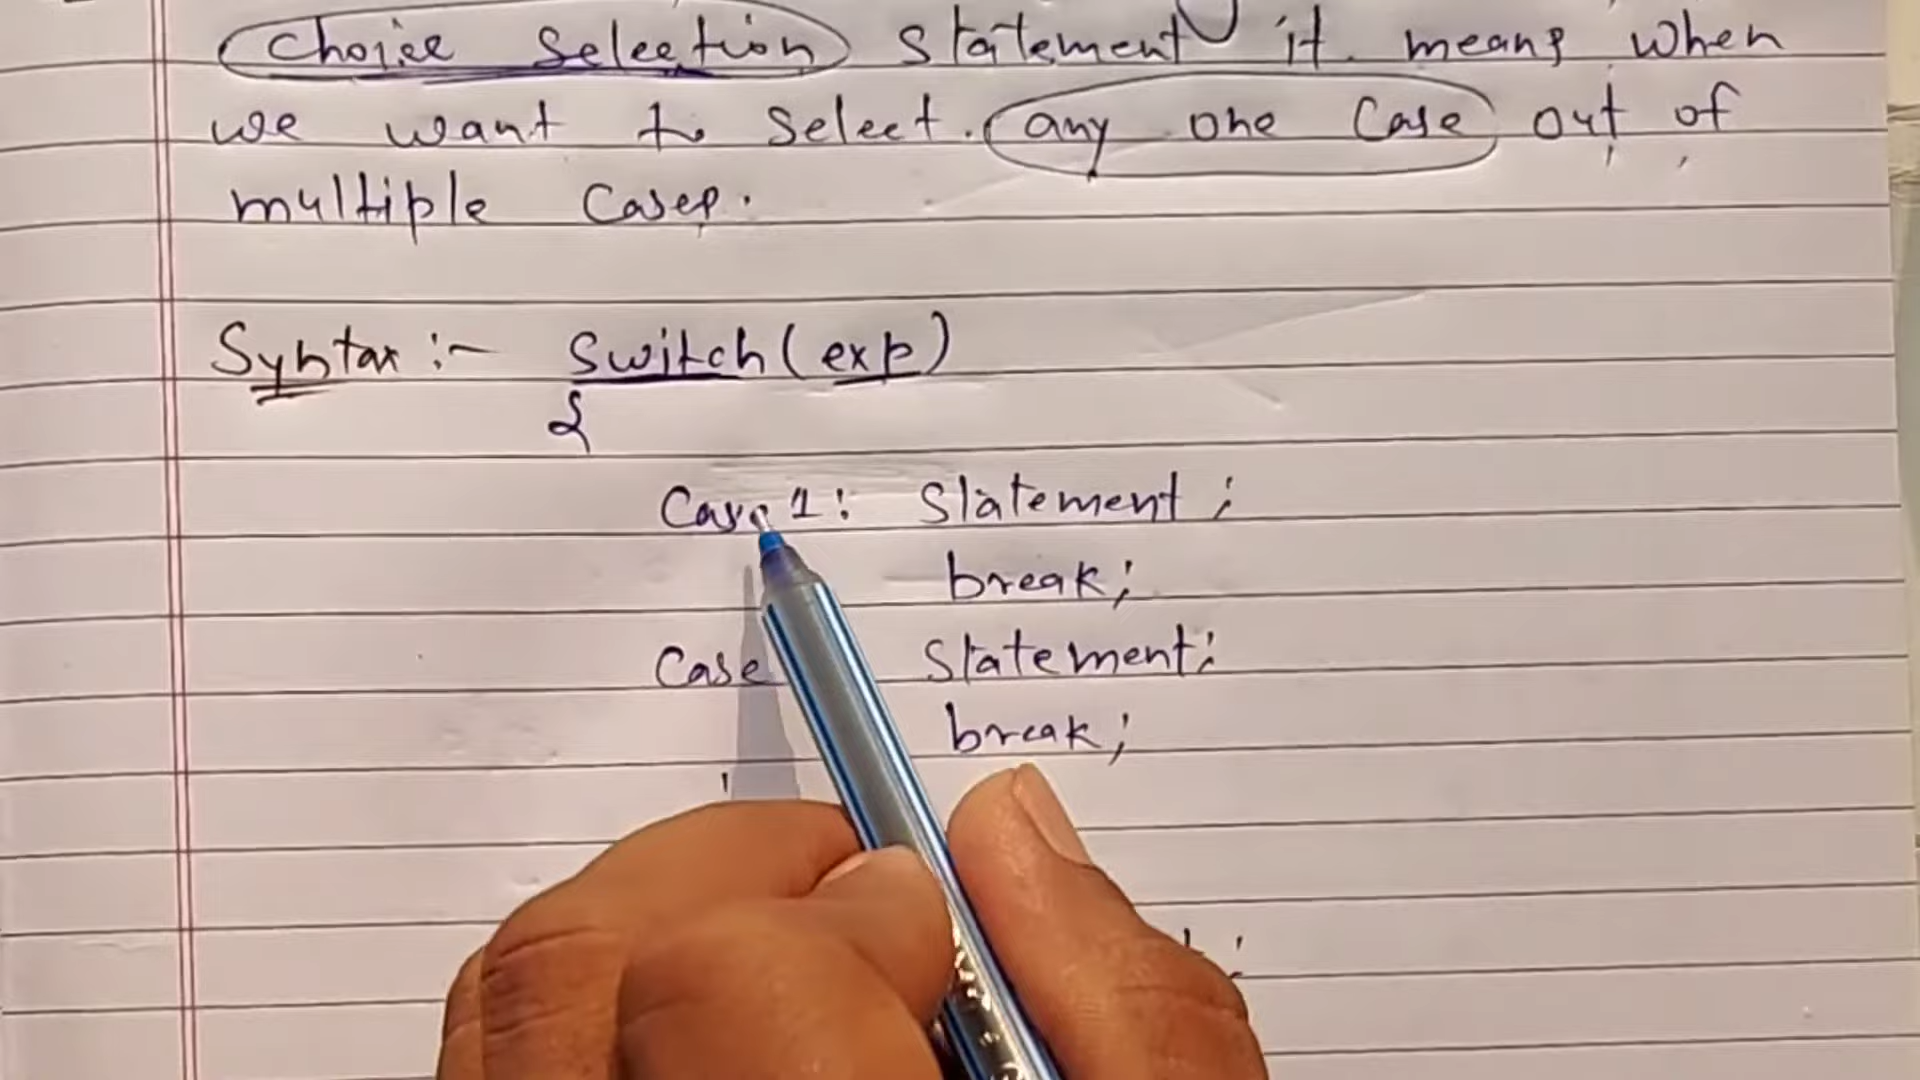 Choice Selection Statement it means when
we want to select any one Case out of
multiple Cases.
Syntax :- Switch (exp)
{
Case 1: Statement ;
break;
Case Statement;
break;